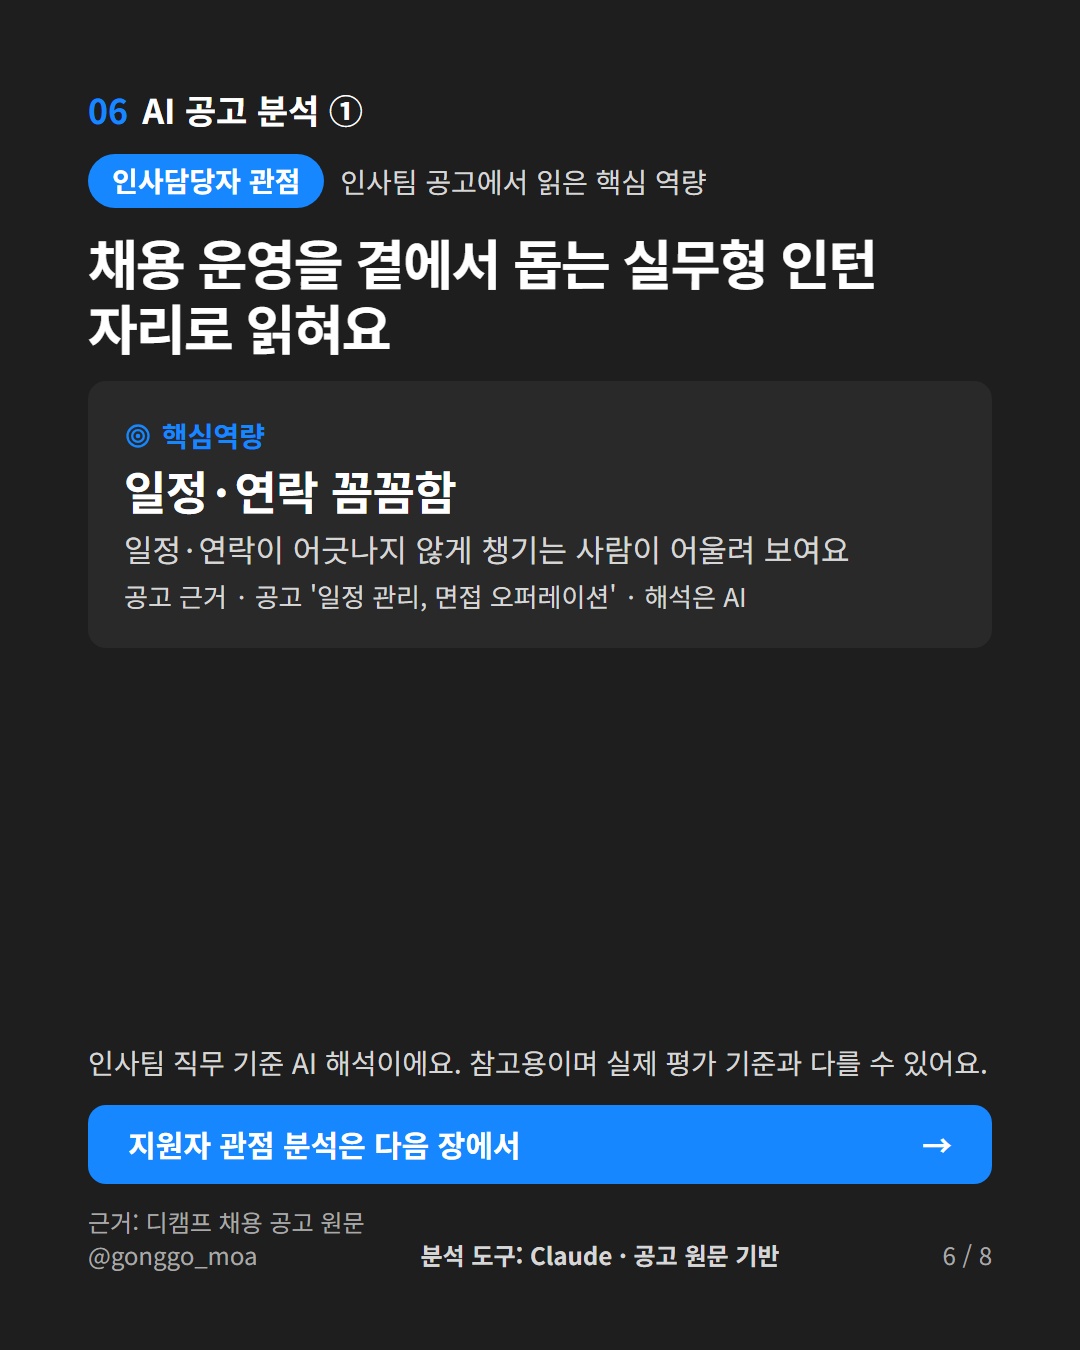 06 AI 공고 분석 ①
인사담당자 관점 인사팀 공고에서 읽은 핵심 역량
채용 운영을 곁에서 돕는 실무형 인턴
자리로 읽혀요
핵심역량
일정·연락 꼼꼼함
일정·연락이 어긋나지 않게 챙기는 사람이 어울려 보여요
공고 근거 · 공고 '일정 관리, 면접 오퍼레이션' · 해석은 AI
인사팀 직무 기준 AI 해석이에요. 참고용이며 실제 평가 기준과 다를 수 있어요.
지원자 관점 분석은 다음 장에서 →
근거: 디캠프 채용 공고 원문
@gonggo_moa 분석 도구: Claude · 공고 원문 기반 6 / 8